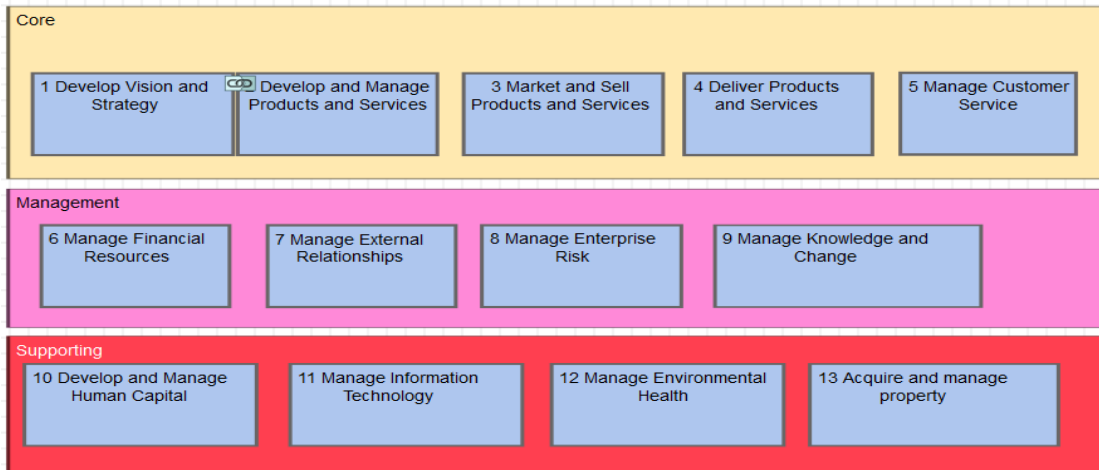 Core
1 Develop Vision and
Strategy
Develop and Manage
Products and Services
3 Market and Sell
Products and Services
4 Deliver Products
and Services
5 Manage Customer
Service
Management
6 Manage Financial
Resources
7 Manage External
Relationships
8 Manage Enterprise
Risk
9 Manage Knowledge and
Change
Supporting
10 Develop and Manage
Human Capital
11 Manage Information
Technology
12 Manage Environmental
Health
13 Acquire and manage
property